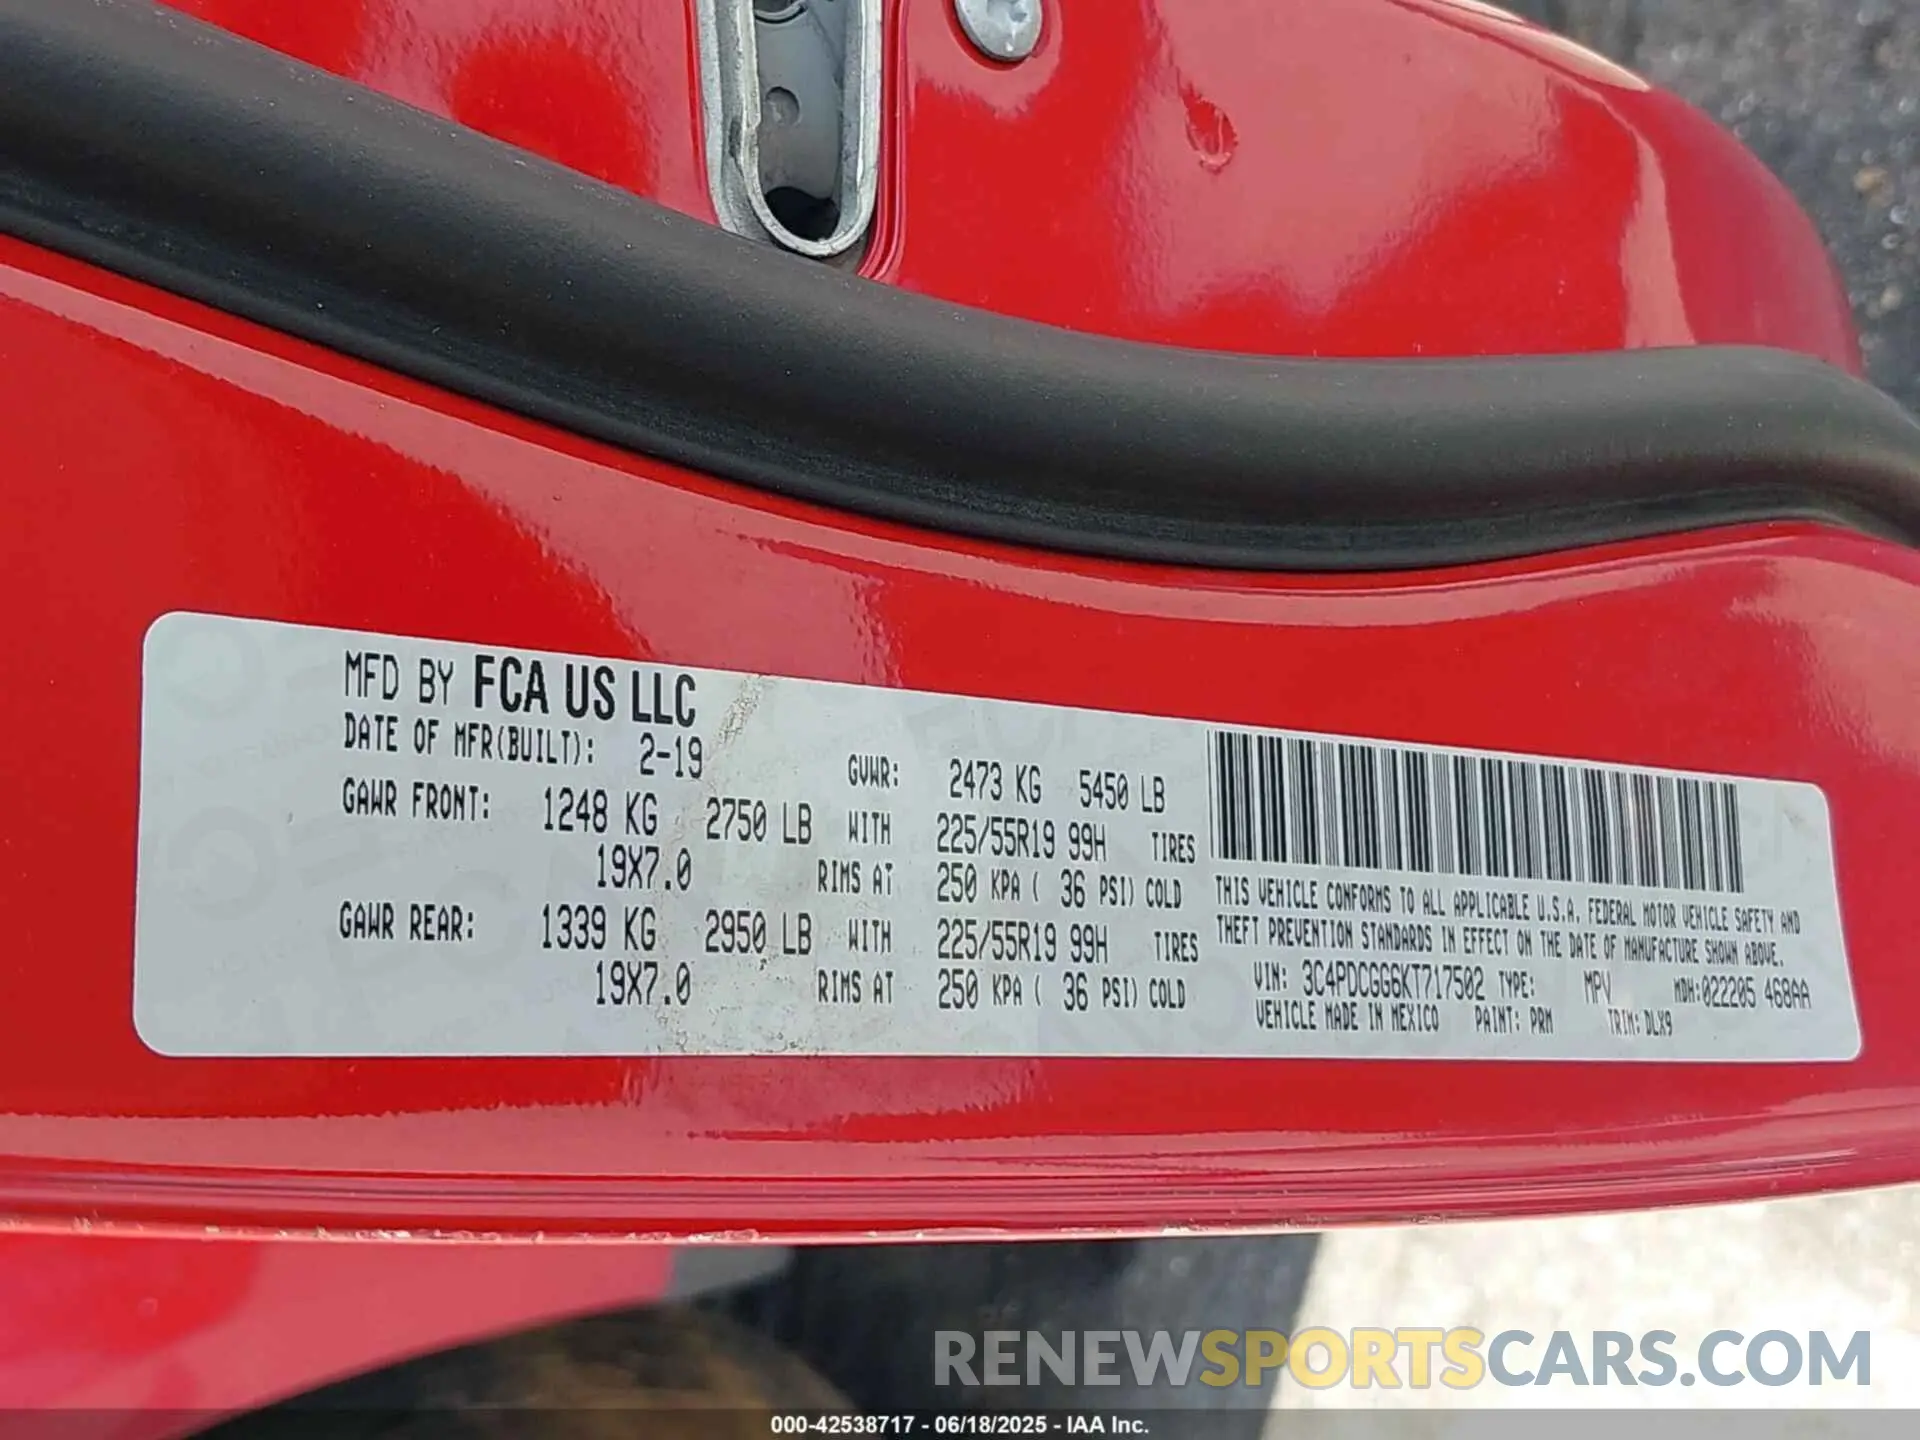 MFD BY FCA US LLC
DATE OF MFR(BUILT): 2-19 GVWR: 2473 KG 5450 LB
GAWR FRONT: 1248 KG 2750 LB WITH 225/55R19 99H TIRES
19X7.0 RIMS AT 250 KPA ( 36 PSI) COLD
GAWR REAR: 1339 KG 2950 LB WITH 225/55R19 99H TIRES
19X7.0 RIMS AT 250 KPA ( 36 PSI) COLD
THIS VEHICLE CONFORMS TO ALL APPLICABLE U.S.A. FEDERAL MOTOR VEHICLE SAFETY AND
THEFT PREVENTION STANDARDS IN EFFECT ON THE DATE OF MANUFACTURE SHOWN ABOVE.
VIN: 3C4PDCGG6KT717502 TYPE: MPV MDH:022205 468AA
VEHICLE MADE IN MEXICO PAINT: PRM TRIM: DLX9
RENEWSPORTSCARS.COM
000-42538717 - 06/18/2025 - IAA Inc.